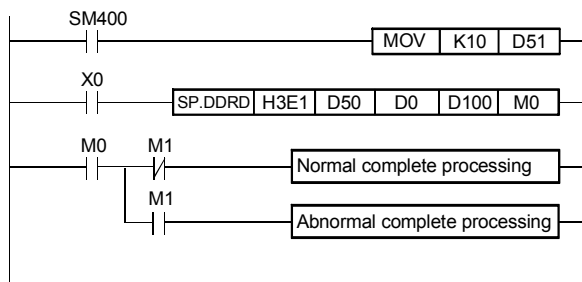 SM400
MOV K10 D51
X0
SP.DDRD H3E1 D50 D0 D100 M0
M0 M1
Normal complete processing
M1
Abnormal complete processing